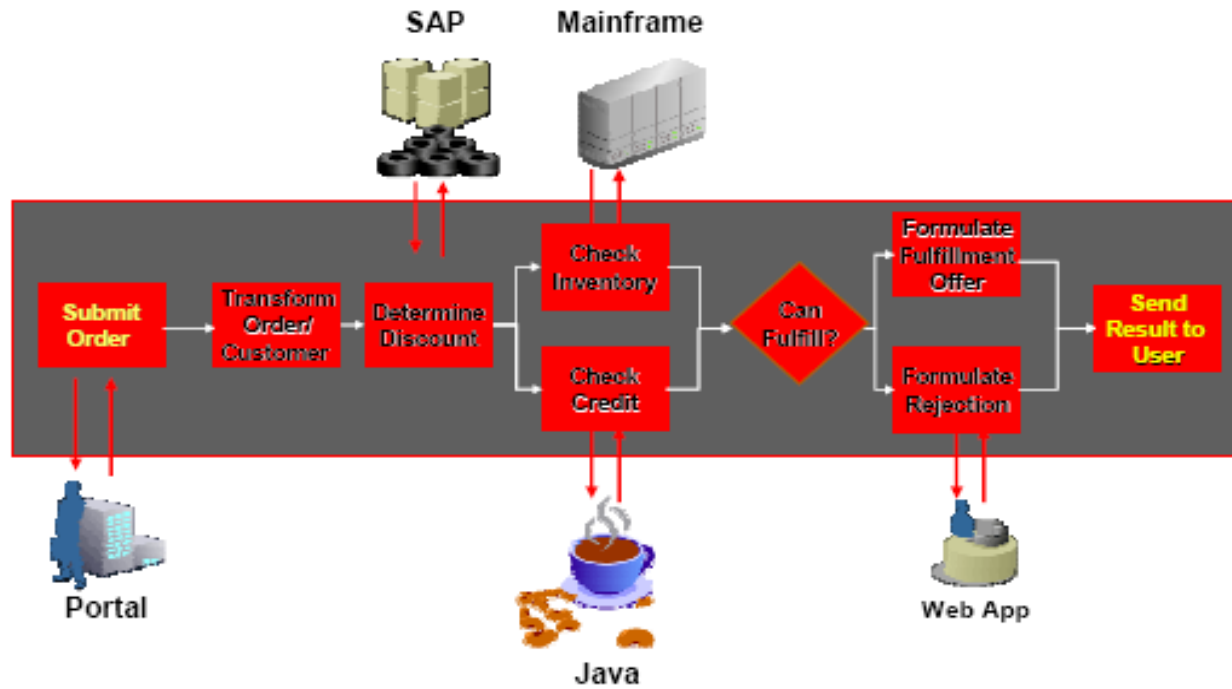 SAP
Mainframe
Submit
Order
Transform
Order/
Customer
Determine
Discount
Check
Inventory
Check
Credit
Can
Fulfill?
Formulate
Fulfillment
Offer
Formulate
Rejection
Send
Result to
User
Portal
Java
Web App